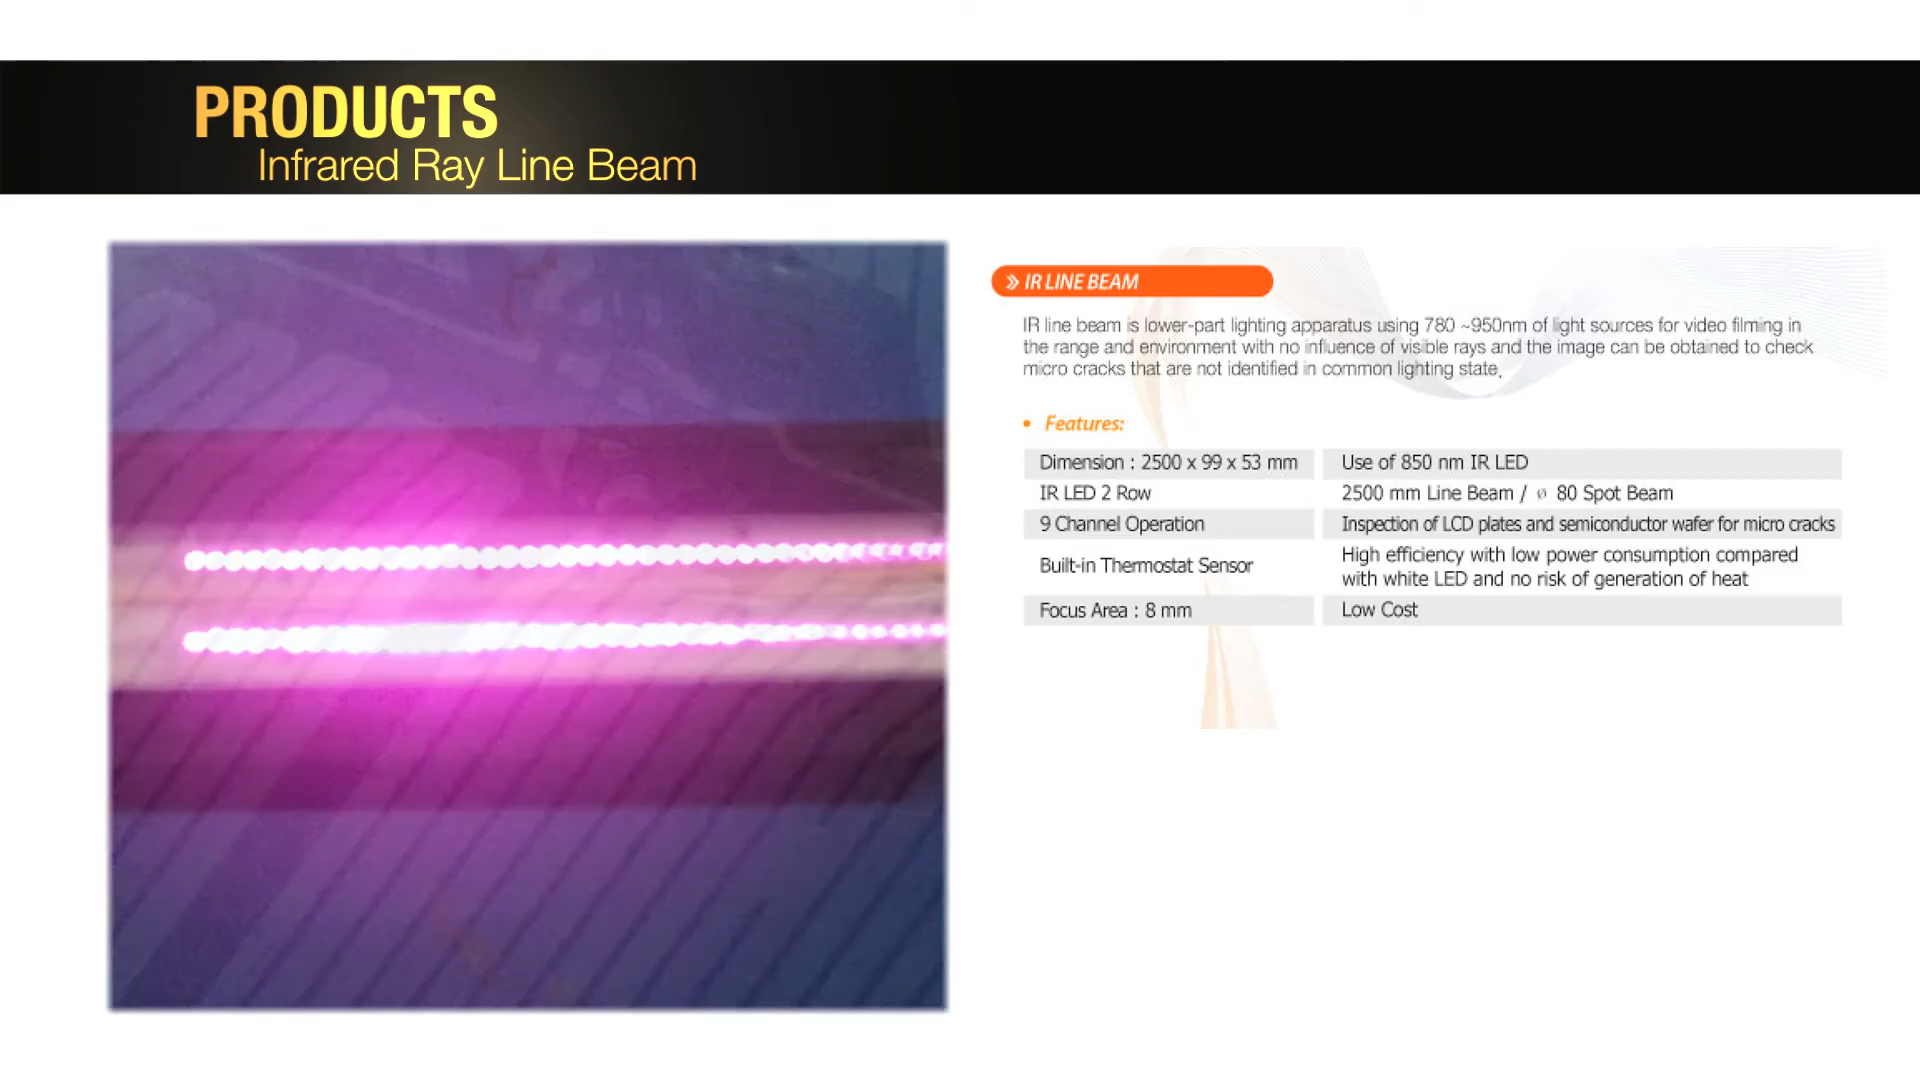 PRODUCTS
Infrared Ray Line Beam
» IR LINE BEAM
IR line beam is lower-part lighting apparatus using 780 ~950nm of light sources for video filming in
the range and environment with no influence of visible rays and the image can be obtained to check
micro cracks that are not identified in common lighting state.
• Features:
Dimension : 2500 x 99 x 53 mm
Use of 850 nm IR LED
IR LED 2 Row
2500 mm Line Beam / ø 80 Spot Beam
9 Channel Operation
Inspection of LCD plates and semiconductor wafer for micro cracks
Built-in Thermostat Sensor
High efficiency with low power consumption compared
with white LED and no risk of generation of heat
Focus Area : 8 mm
Low Cost